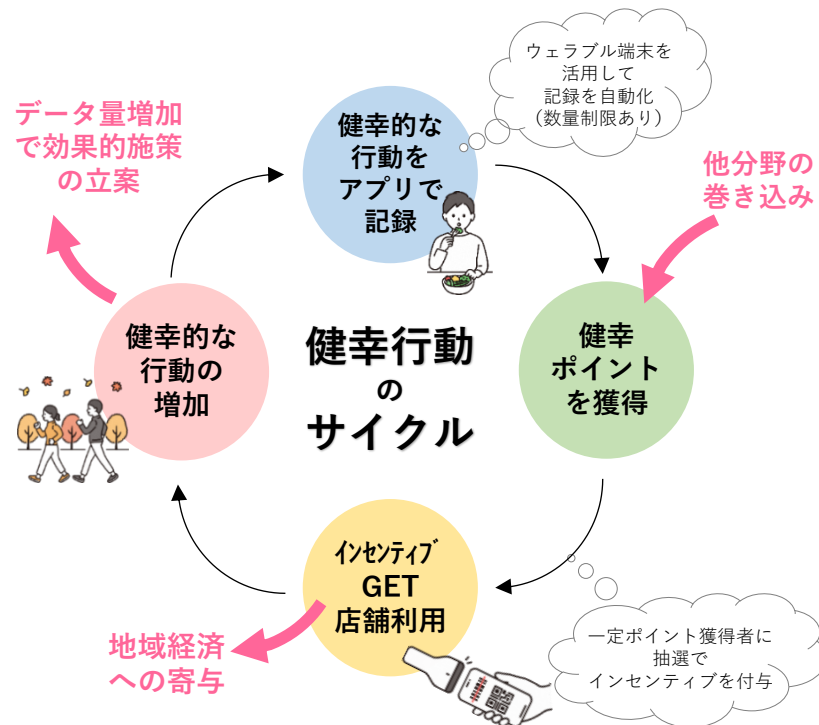 ウェラブル端末を
活用して
記録を自動化
（数量制限あり）
データ量増加
で効果的施策
の立案
健幸的な
行動を
アプリで
記録
他分野の
巻き込み
健幸的な
行動の
増加
健幸行動
の
サイクル
健幸
ポイント
を獲得
ｲﾝｾﾝﾃｨﾌﾞ
GET
店舗利用
地域経済
への寄与
一定ポイント獲得者に
抽選で
インセンティブを付与